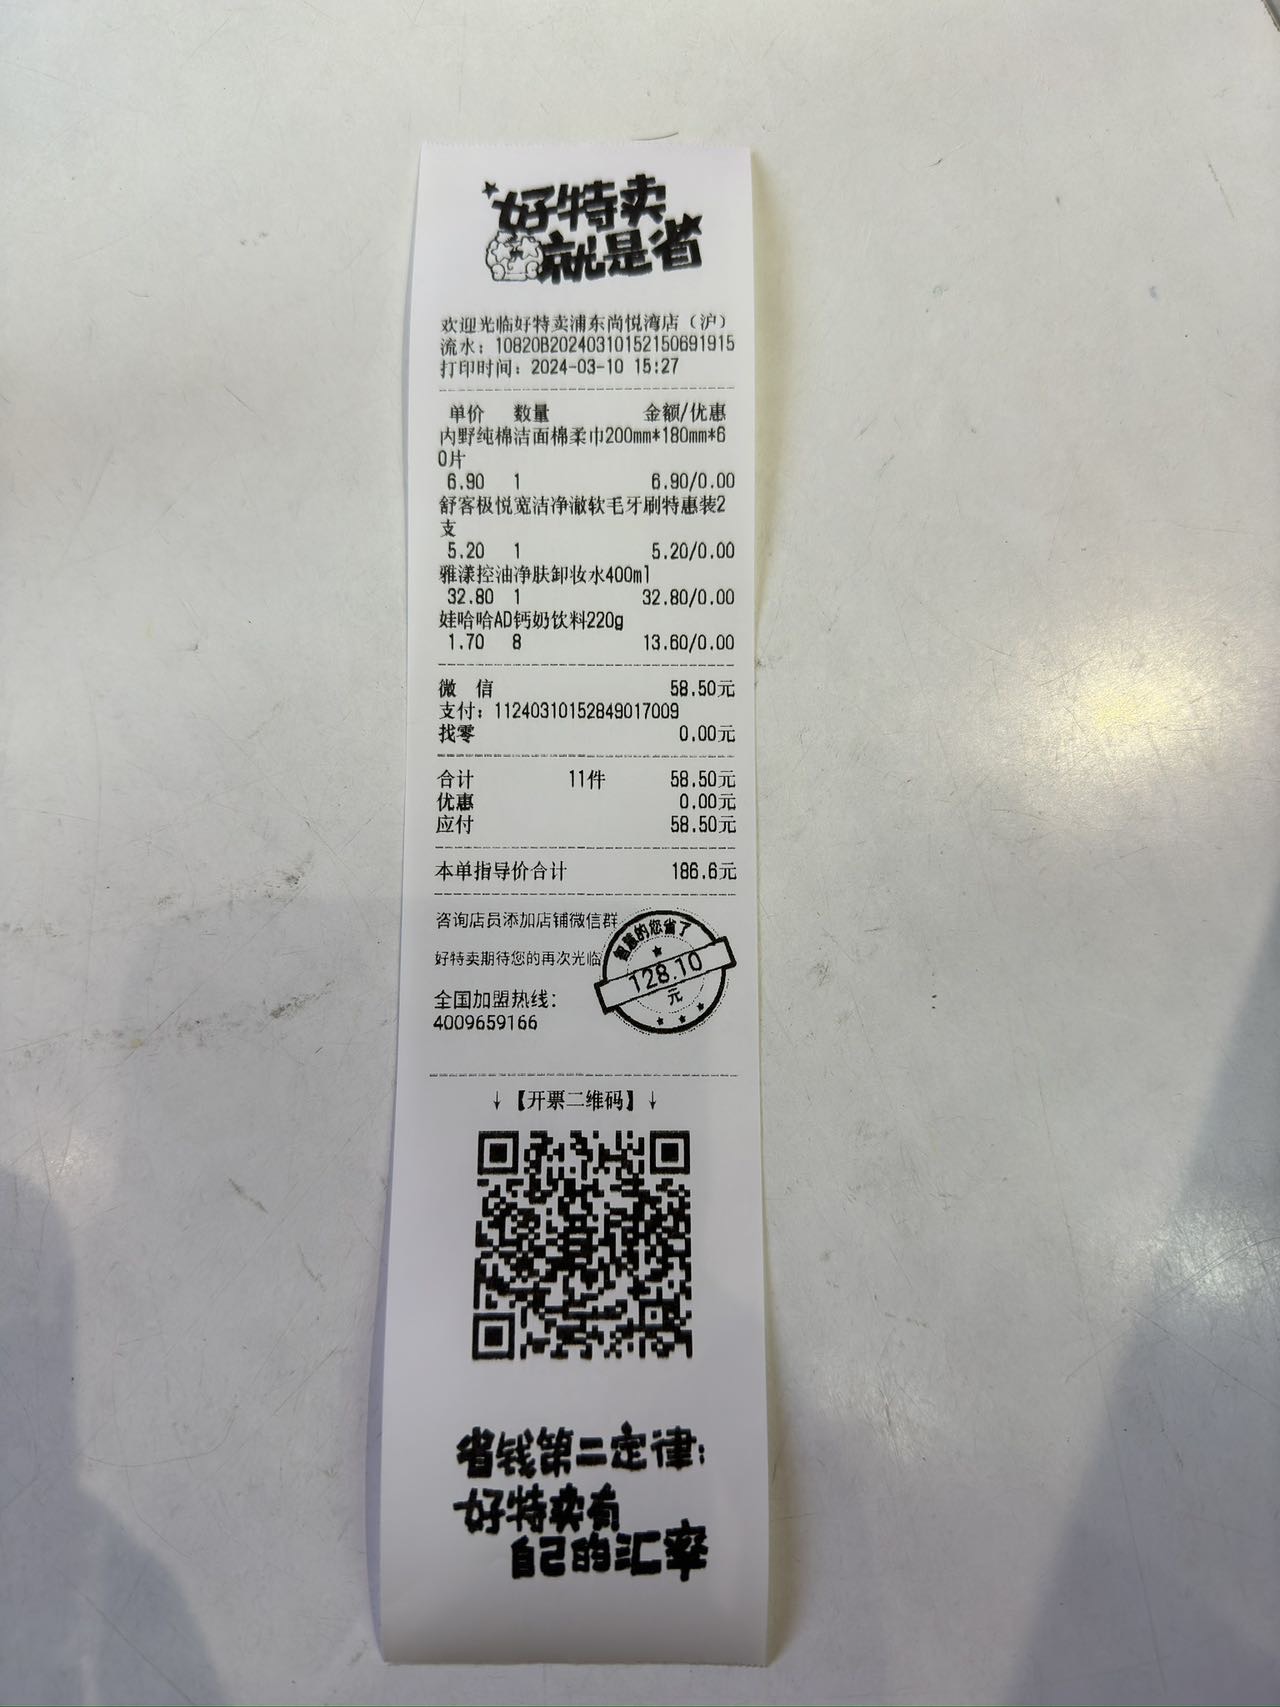 好特卖
就是省
欢迎光临好特卖浦东尚悦湾店（沪）
流水：10820B20240310152150691915
打印时间：2024-03-10 15:27
单价 数量 金额/优惠
内野纯棉洁面棉柔巾200mm*180mm*6
0片
6.90 1 6.90/0.00
舒客极悦宽洁净澈软毛牙刷特惠装2
支
5.20 1 5.20/0.00
雅漾控油净肤卸妆水400ml
32.80 1 32.80/0.00
娃哈哈AD钙奶饮料220g
1.70 8 13.60/0.00
微 信 58.50元
支付：11240310152849017009
找零 0.00元
合计 11件 58.50元
优惠 0.00元
应付 58.50元
本单指导价合计 186.6元
咨询店员添加店铺微信群
好特卖期待您的再次光临
智慧的您省了
128.10
元
全国加盟热线：
4009659166
↓【开票二维码】↓
省钱第二定律：
好特卖有
自己的汇率